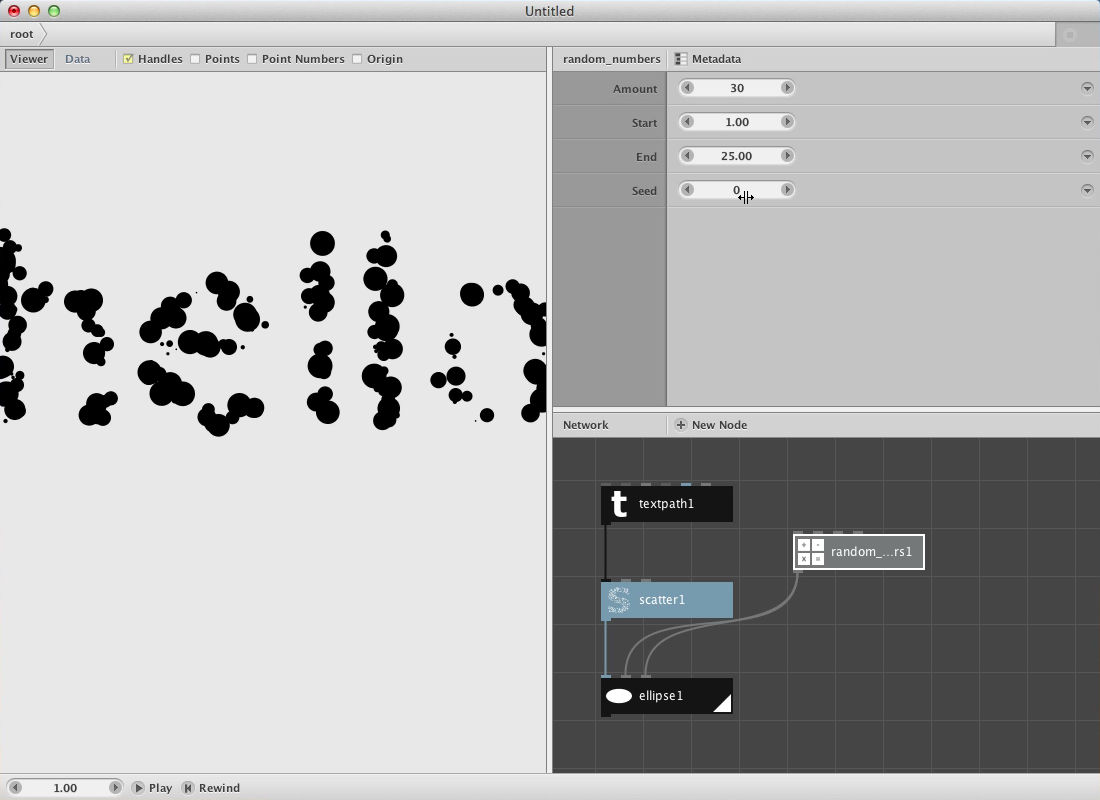 Untitled
root
Viewer Data Handles Points Point Numbers Origin
random_numbers Metadata
Amount 30
Start 1.00
End 25.00
Seed 0
hello
Network New Node
textpath1
random_...rs1
scatter1
ellipse1
1.00 Play Rewind